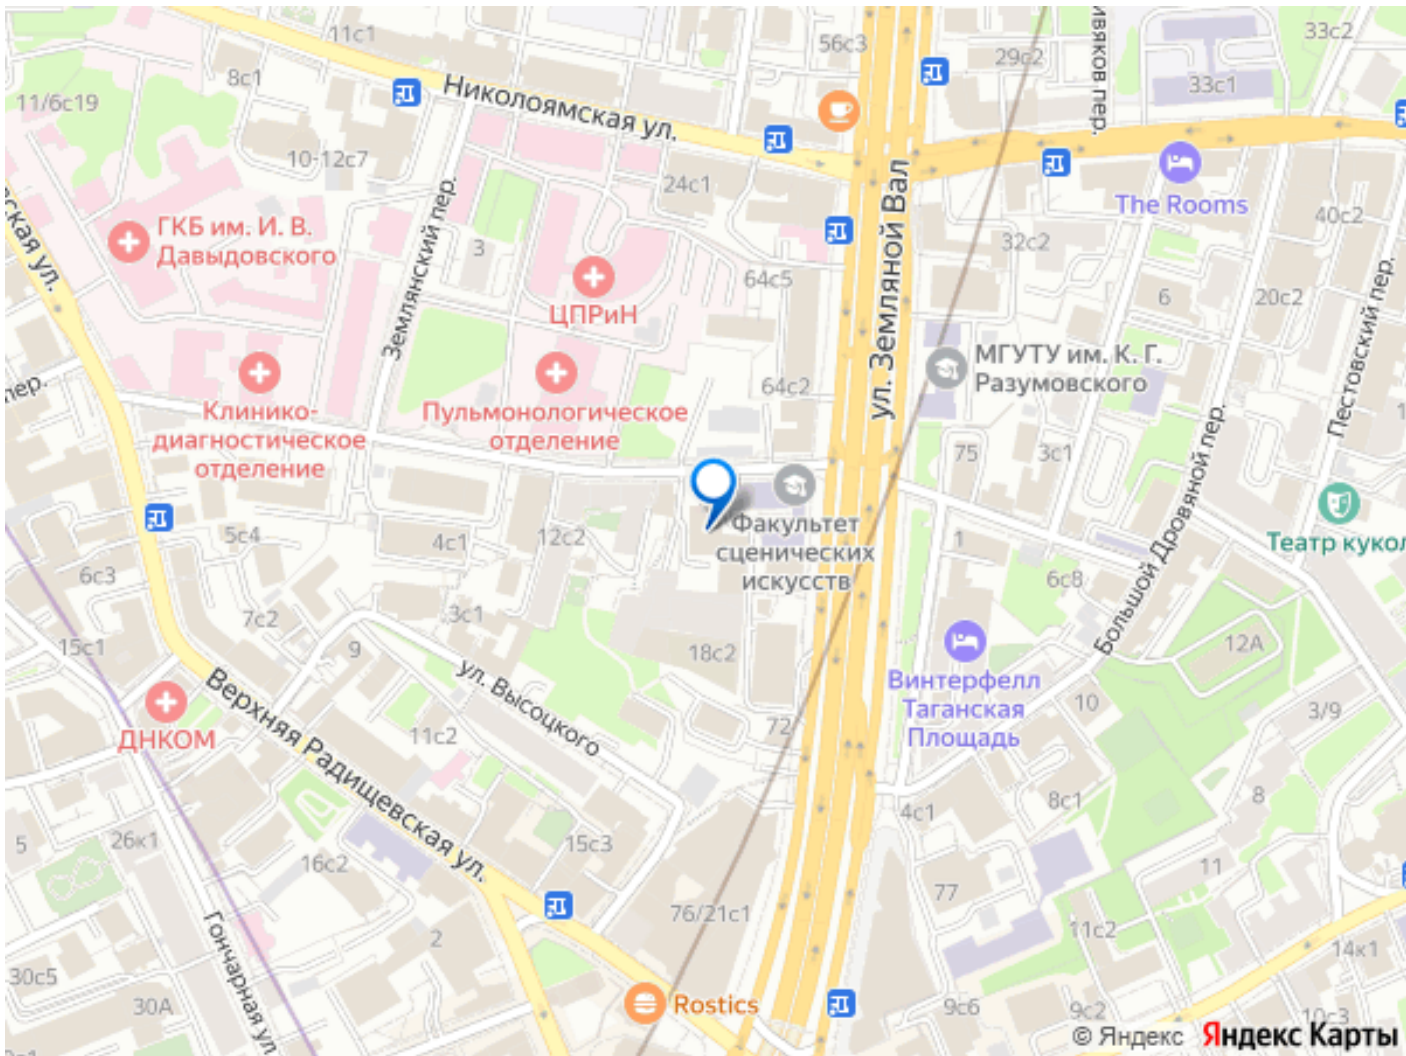 11с1
56с3
29с2
ивяков пер.
33с2
33с1
8с1
11/6с19
Николоямская ул.
10-12с7
24с1
The Rooms
40с2
ГКБ им. И. В.
Давыдовского
ская ул.
Землянский пер.
3
ЦПРиН
64с5
ул. Земляной Вал
32с2
6
20с2
Пестовский пер.
МГУТУ им. К. Г.
Разумовского
пер.
Клинико-
диагностическое
отделение
Пульмонологическое
отделение
64с2
75
3с1
Большой Дровяной пер.
5с4
4с1
12с2
Факультет
сценических
искусств
1
6с8
Театр кукол
6с3
7с2
3с1
15с1
9
18с2
12А
ул. Высоцкого
Винтерфелл
Таганская
Площадь
10
3/9
ДНКОМ
Верхняя Радищевская ул.
11с2
72
4с1
8с1
8
5
26к1
16с2
15с3
11
77
76/21с1
11с2
2
Гончарная ул
30с5
30А
14к1
Rostics
9с6
9с2
10с3
© Яндекс Яндекс Карты